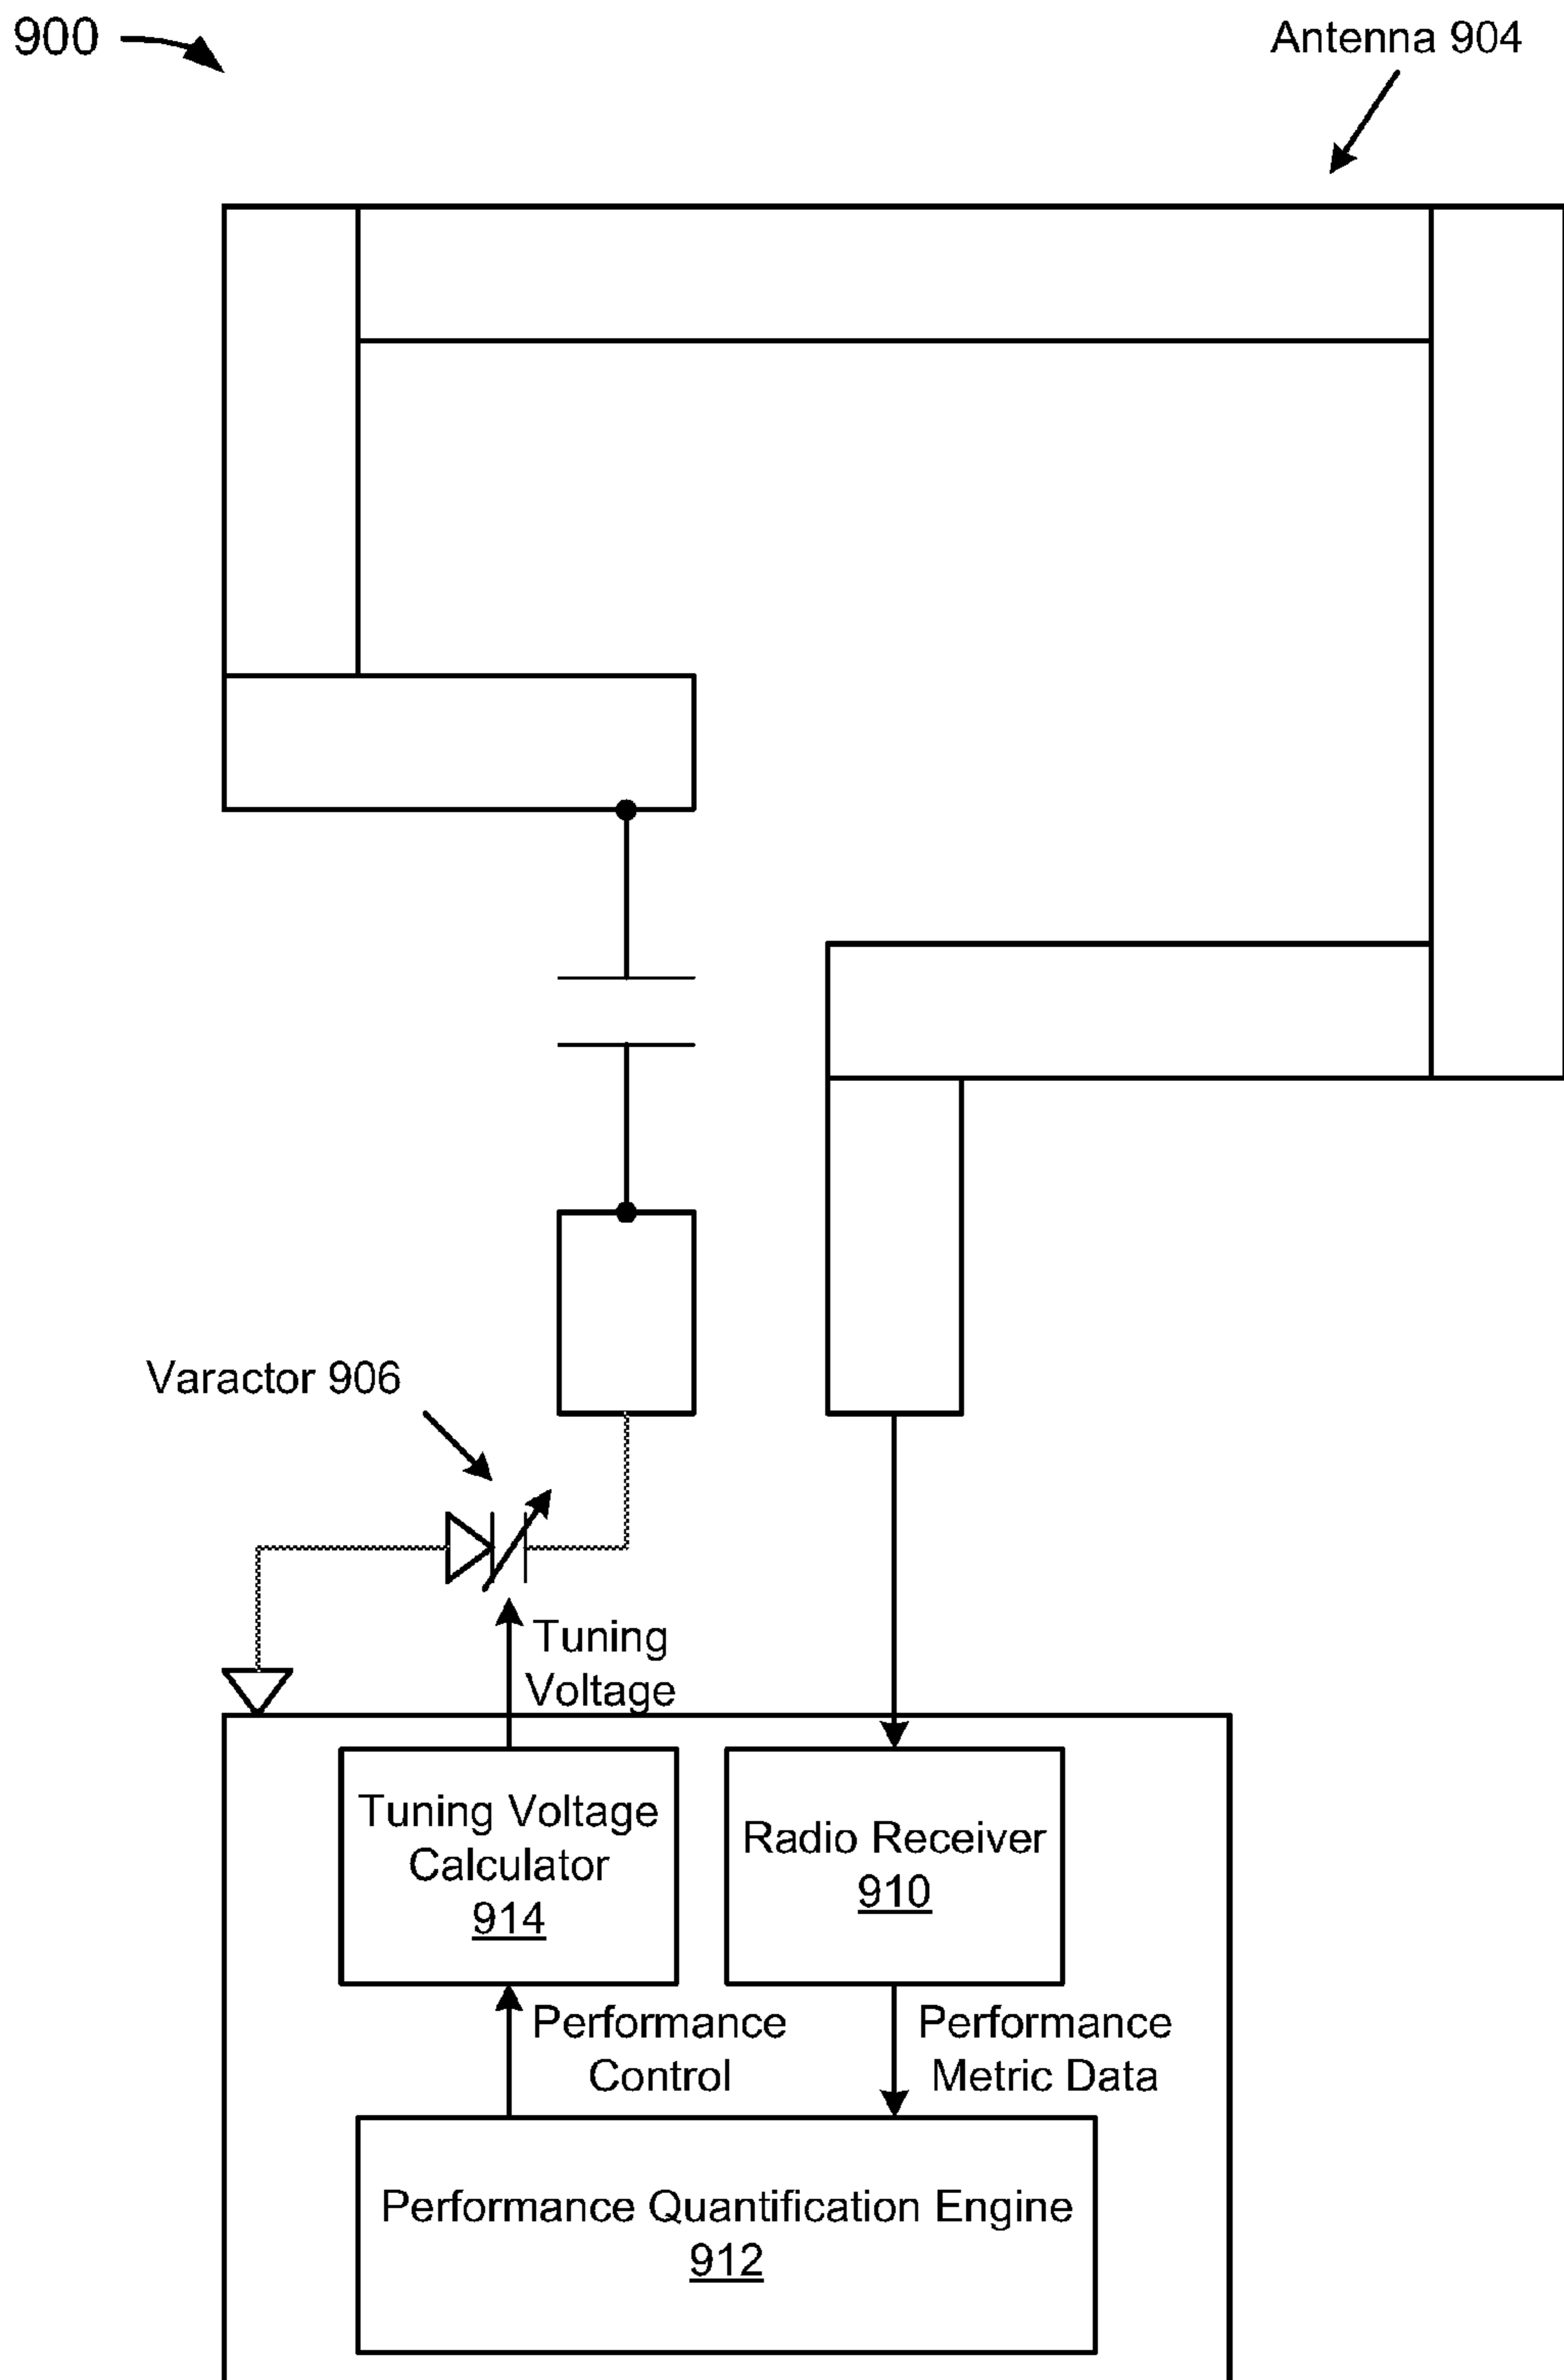 900
Antenna 904
Varactor 906
Tuning
Voltage
Tuning Voltage
Calculator
914
Radio Receiver
910
Performance
Control
Performance
Metric Data
Performance Quantification Engine
912